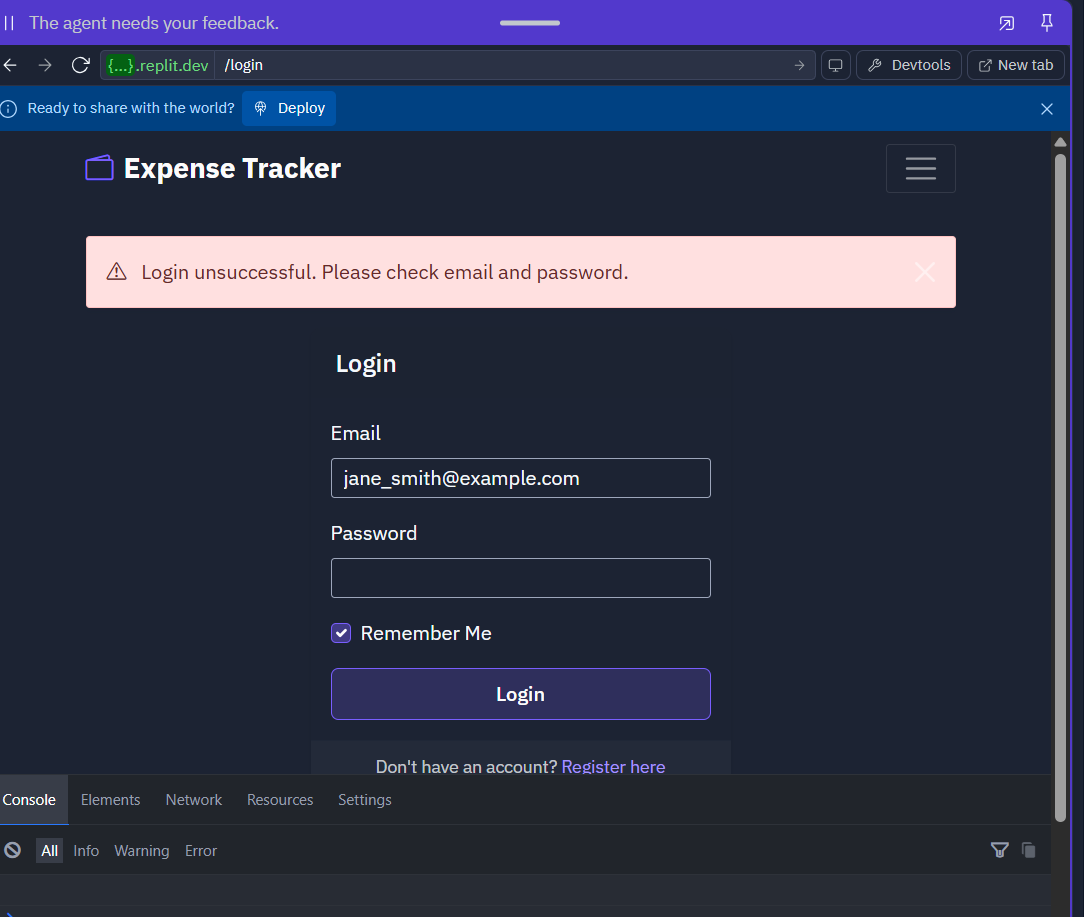 The agent needs your feedback.
{...}.replit.dev /login Devtools New tab
Ready to share with the world? Deploy
Expense Tracker
Login unsuccessful. Please check email and password.
Login
Email
jane_smith@example.com
Password
Remember Me
Login
Don't have an account? Register here
Console Elements Network Resources Settings
All Info Warning Error